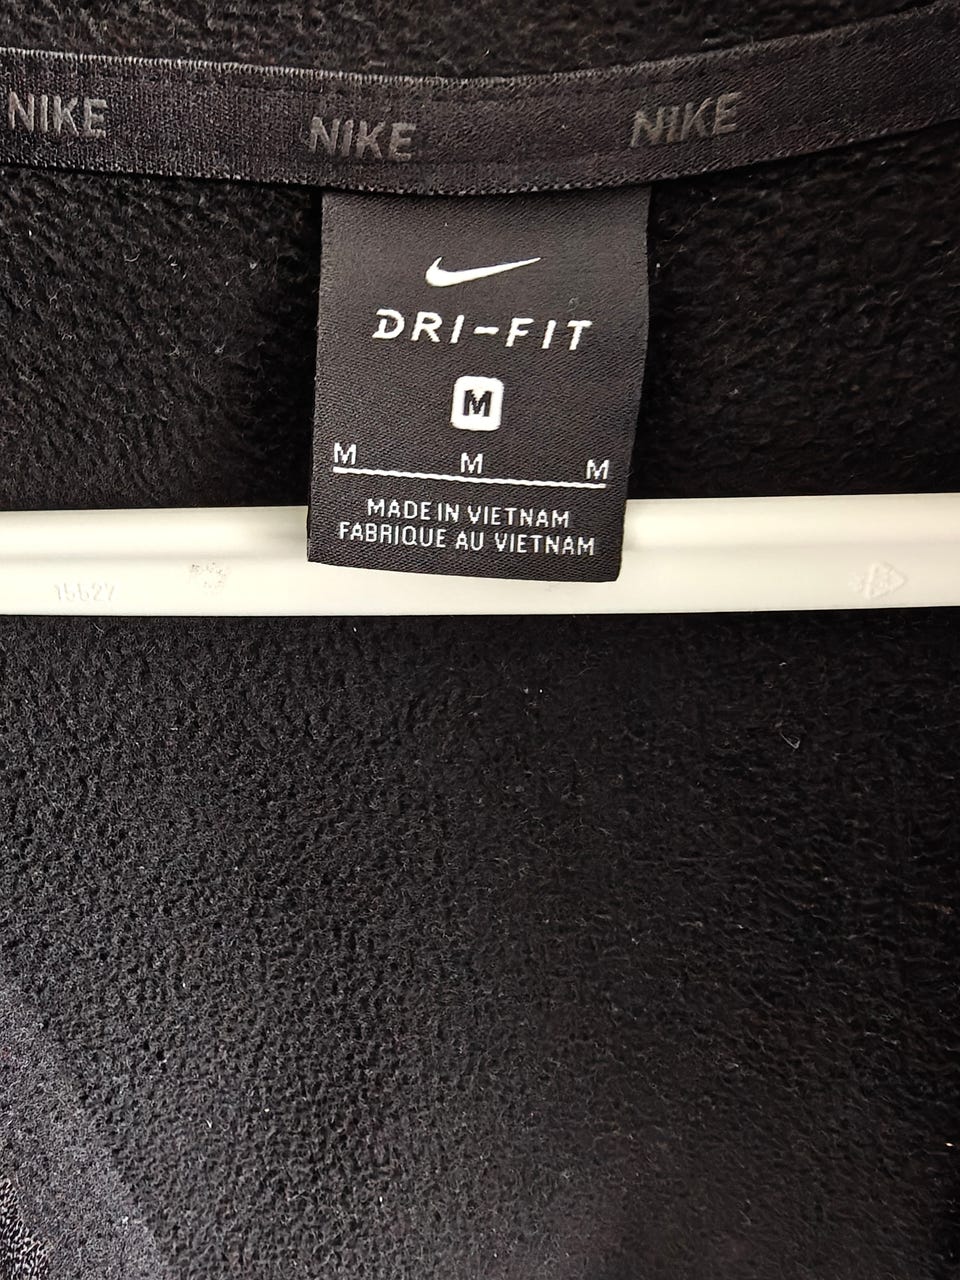 NIKE NIKE NIKE
DRI-FIT
M
M M M
MADE IN VIETNAM
FABRIQUE AU VIETNAM